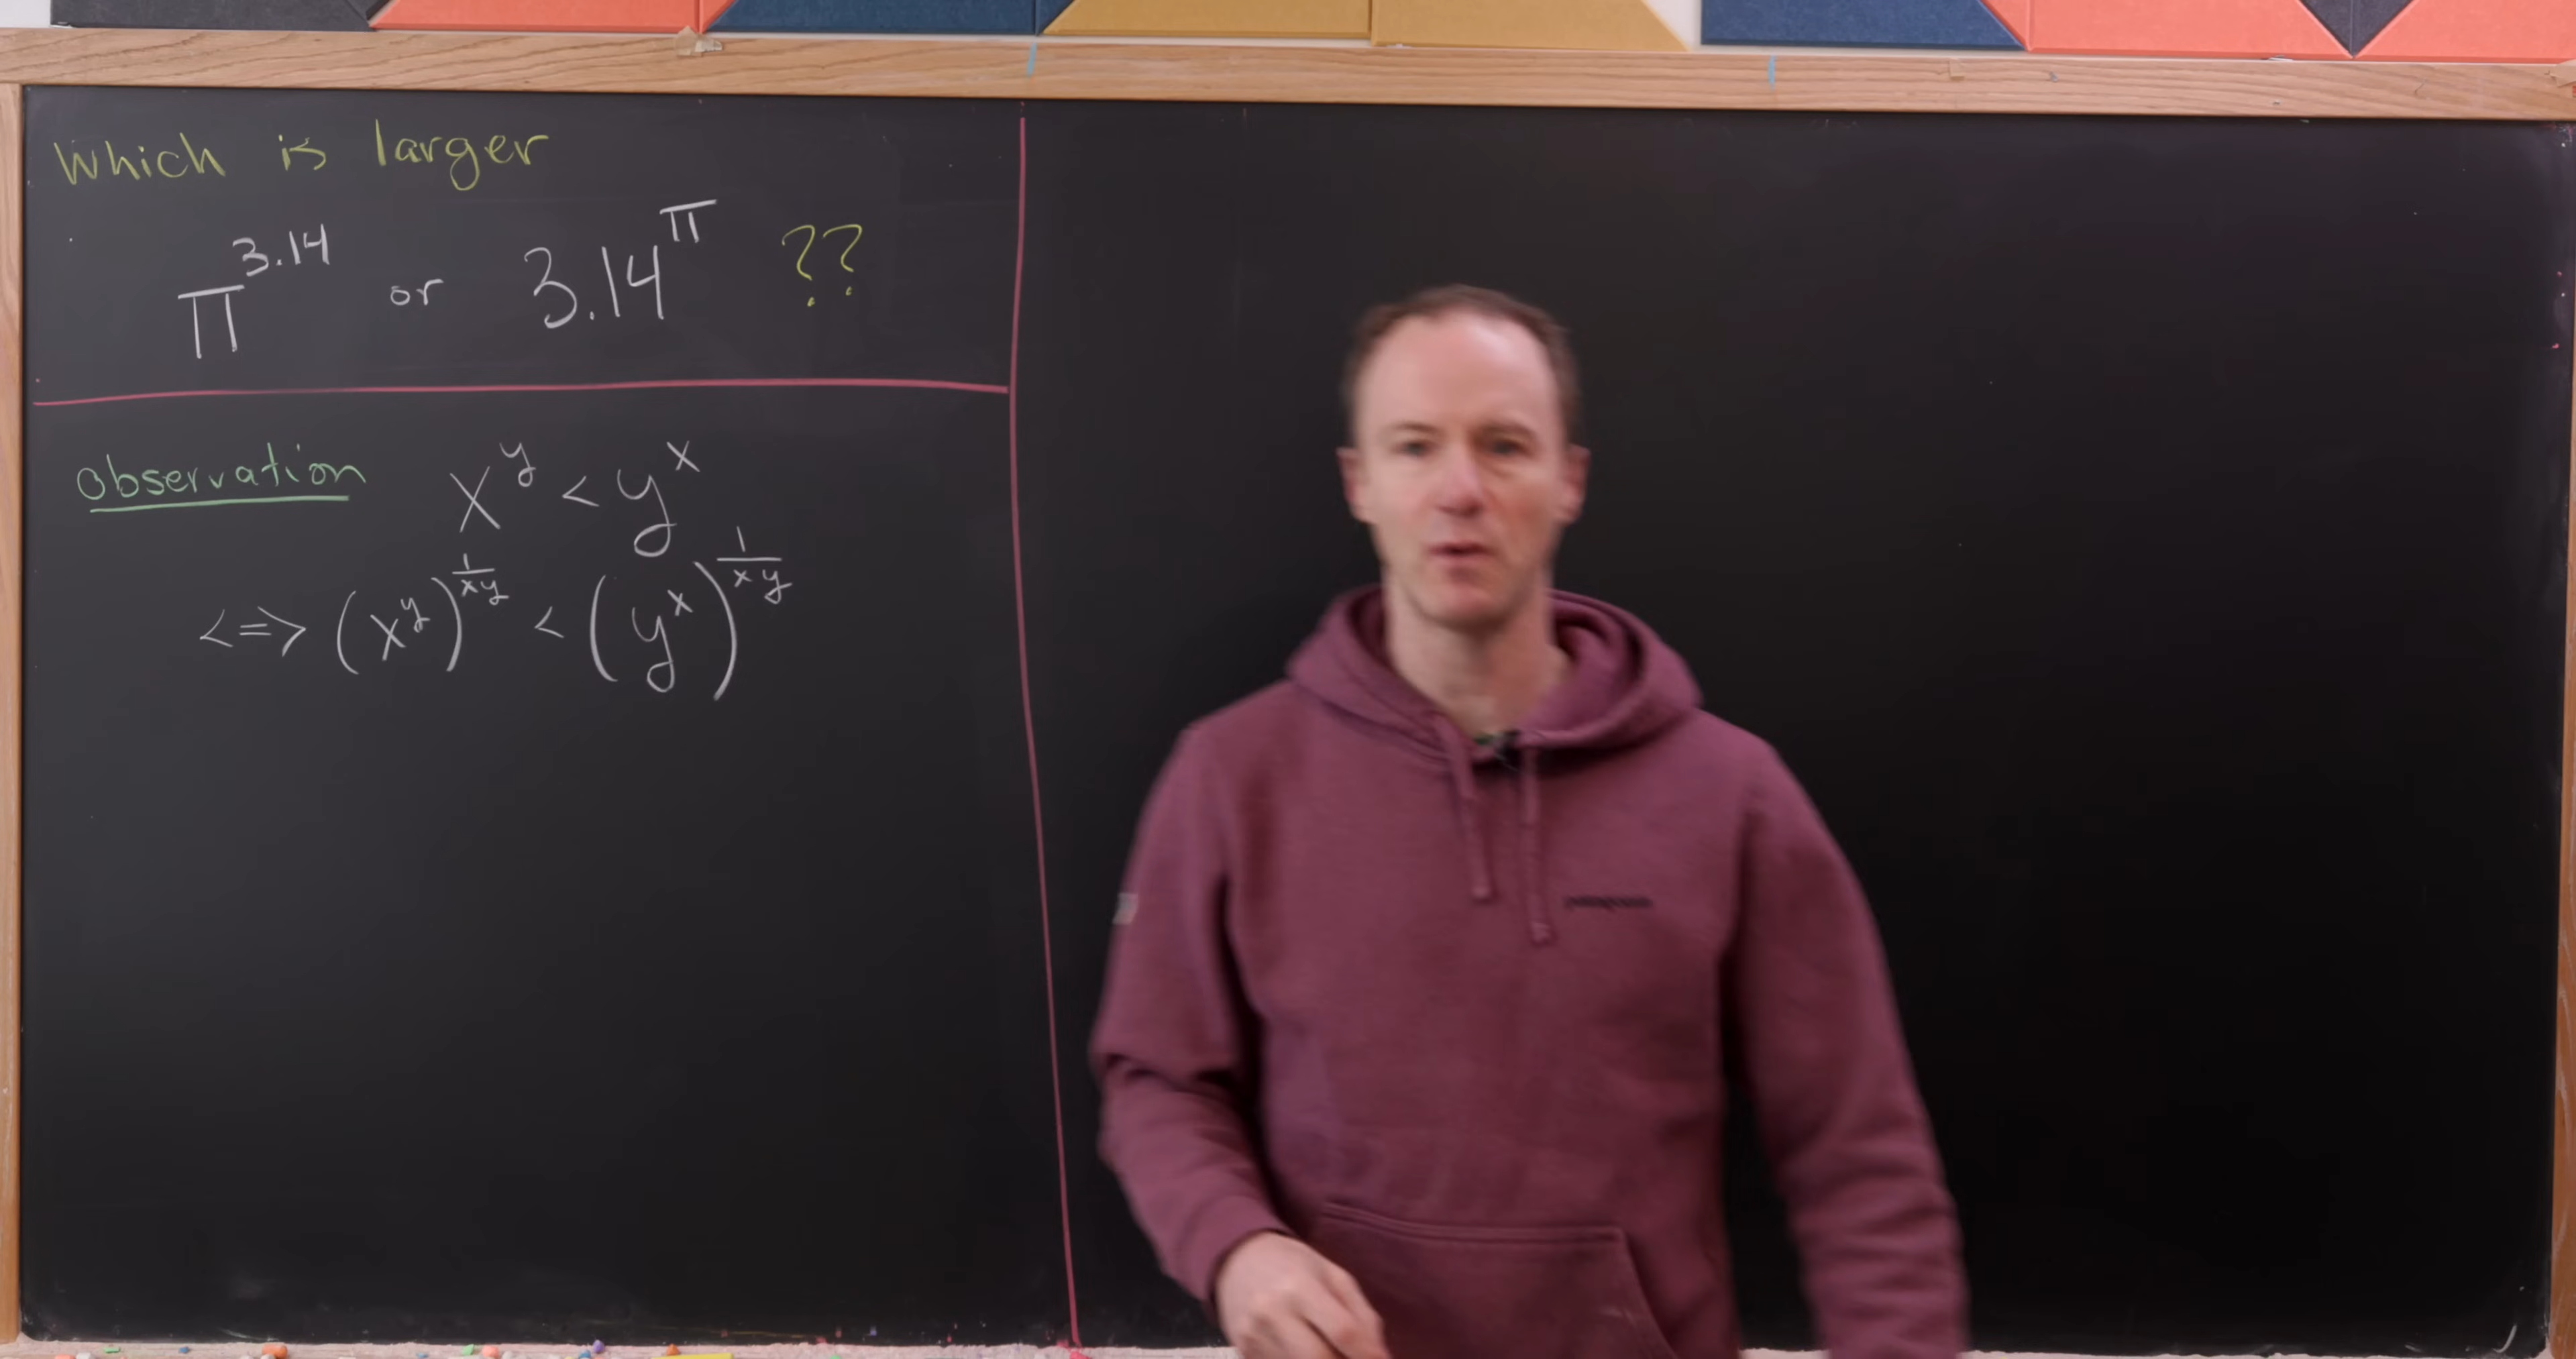 Which is larger
π^3.14 or 3.14^π ??
observation x^y < y^x
<=> (x^y)^(1/xy) < (y^x)^(1/xy)